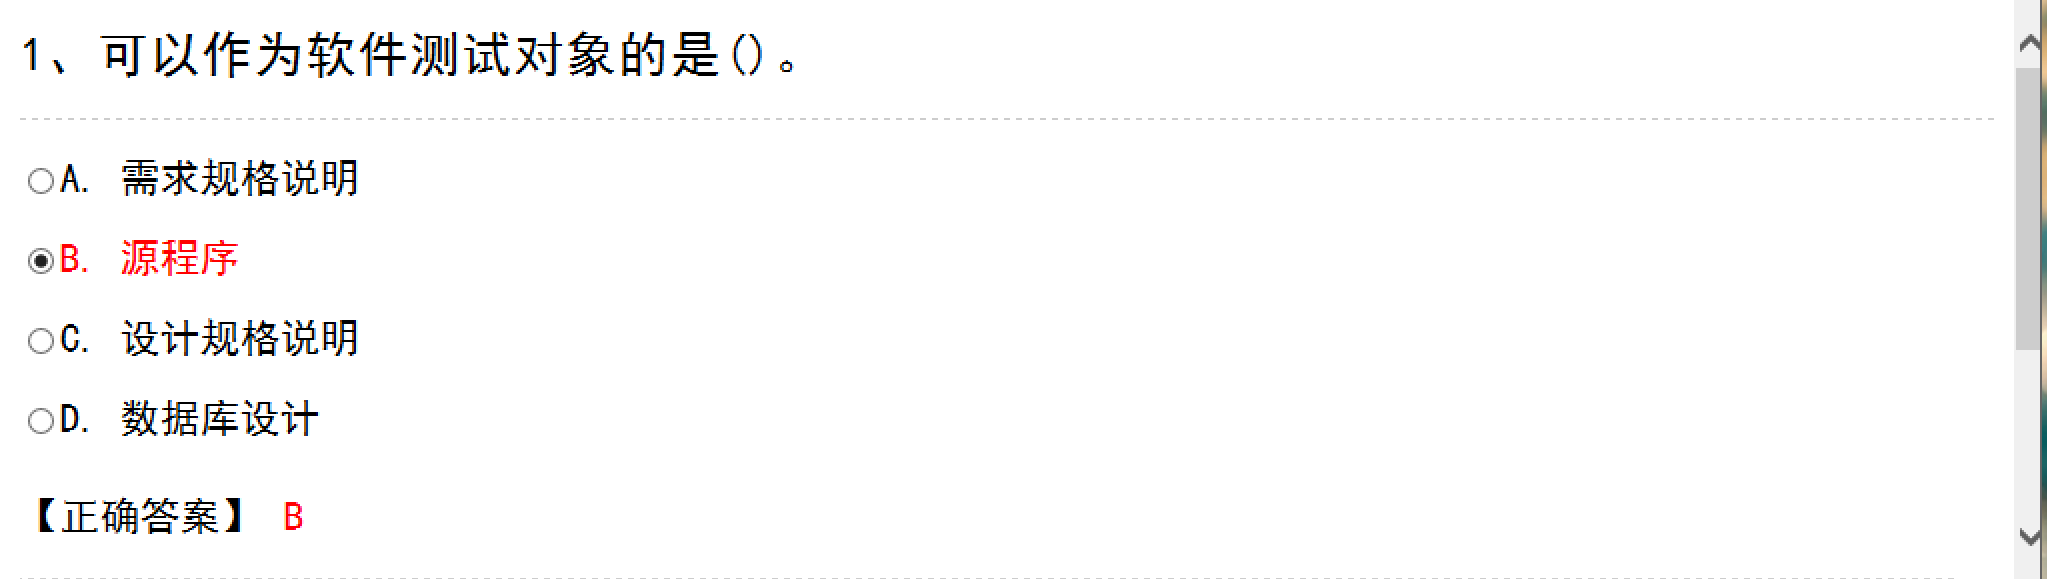 1、可以作为软件测试对象的是()。
A. 需求规格说明
B. 源程序
C. 设计规格说明
D. 数据库设计
【正确答案】 B